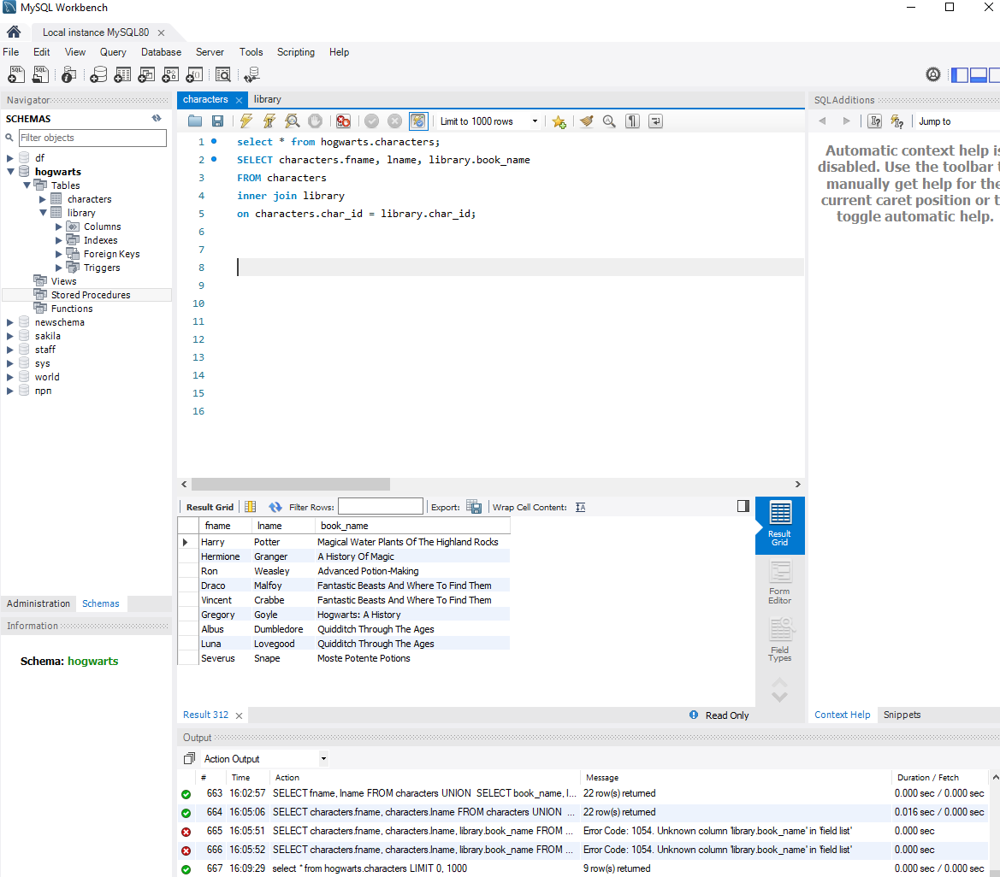 MySQL Workbench
Local instance MySQL80
File Edit View Query Database Server Tools Scripting Help
Navigator
SCHEMAS
Filter objects
df
hogwarts
Tables
characters
library
Columns
Indexes
Foreign Keys
Triggers
Views
Stored Procedures
Functions
newschema
sakila
staff
sys
world
прп
Administration Schemas
Information
Schema: hogwarts
characters library
Limit to 1000 rows
1 select * from hogwarts.characters;
2 SELECT characters.fname, lname, library.book_name
3 FROM characters
4 inner join library
5 on characters.char_id = library.char_id;
6
7
8
9
10
11
12
13
14
15
16
Result Grid Filter Rows: Export: Wrap Cell Content:
fname lname book_name
Harry Potter Magical Water Plants Of The Highland Rocks
Hermione Granger A History Of Magic
Ron Weasley Advanced Potion-Making
Draco Malfoy Fantastic Beasts And Where To Find Them
Vincent Crabbe Fantastic Beasts And Where To Find Them
Gregory Goyle Hogwarts: A History
Albus Dumbledore Quidditch Through The Ages
Luna Lovegood Quidditch Through The Ages
Severus Snape Moste Potente Potions
Result Grid
Form Editor
Field Types
Result 312 Read Only
SQLAdditions
Jump to
Automatic context help is
disabled. Use the toolbar t
manually get help for the
current caret position or t
toggle automatic help.
Context Help Snippets
Output
Action Output
# Time Action Message Duration / Fetch
663 16:02:57 SELECT fname, lname FROM characters UNION SELECT book_name, l... 22 row(s) returned 0.000 sec / 0.000 sec
664 16:05:06 SELECT characters.fname, characters.lname FROM characters UNION ... 22 row(s) returned 0.016 sec / 0.000 sec
665 16:05:51 SELECT characters.fname, characters.lname, library.book_name FROM ... Error Code: 1054. Unknown column 'library.book_name' in 'field list' 0.000 sec
666 16:05:52 SELECT characters.fname, characters.lname, library.book_name FROM ... Error Code: 1054. Unknown column 'library.book_name' in 'field list' 0.000 sec
667 16:09:29 select * from hogwarts.characters LIMIT 0, 1000 9 row(s) returned 0.000 sec / 0.000 sec